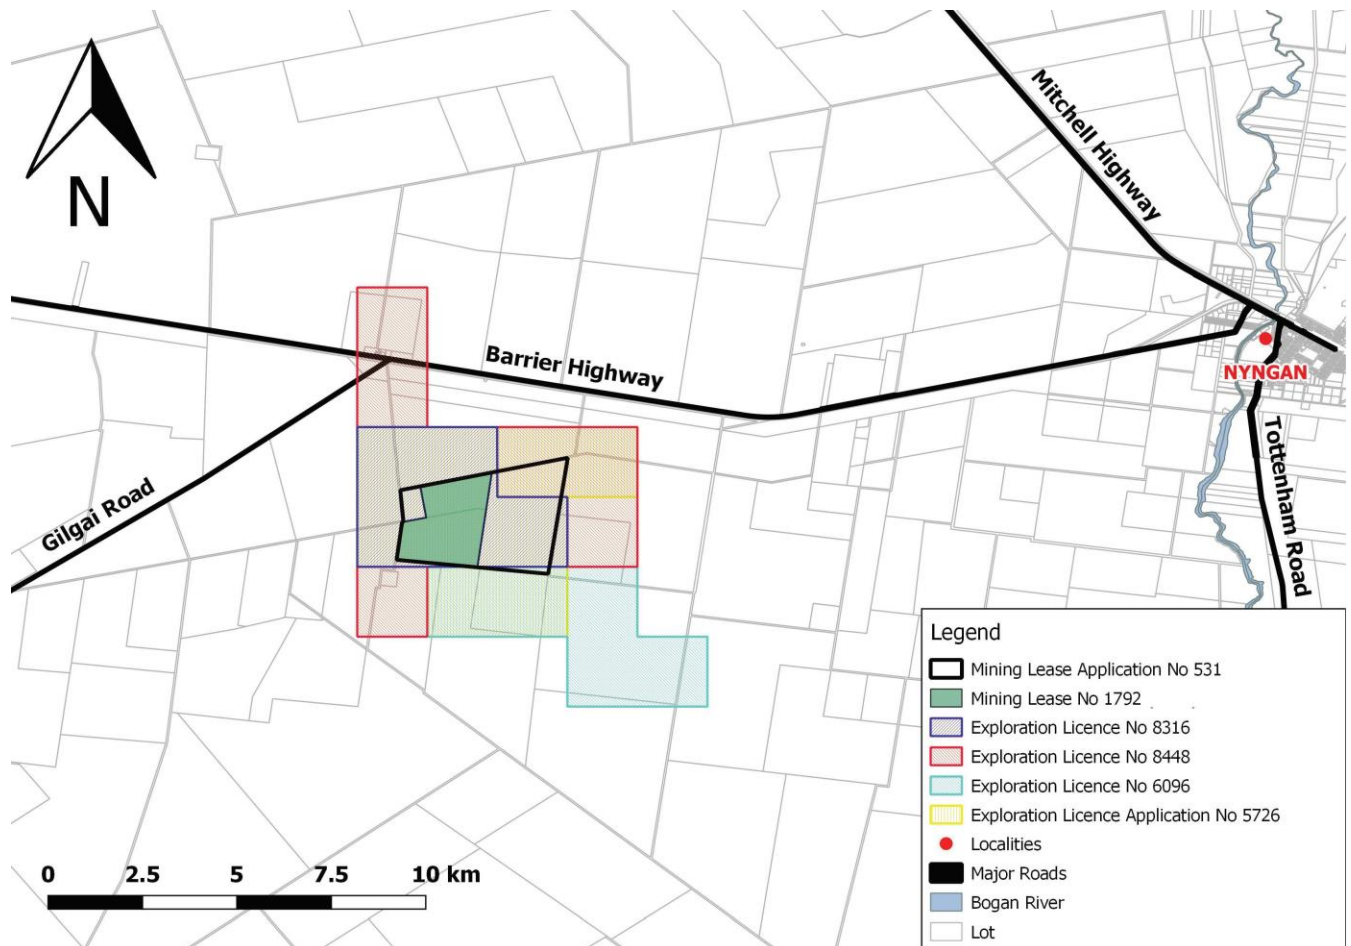 N
Mitchell Highway
Barrier Highway
NYNGAN
Tottenham Road
Gilgai Road
Legend
Mining Lease Application No 531
Mining Lease No 1792
Exploration Licence No 8316
Exploration Licence No 8448
Exploration Licence No 6096
Exploration Licence Application No 5726
Localities
Major Roads
Bogan River
Lot
0 2.5 5 7.5 10 km